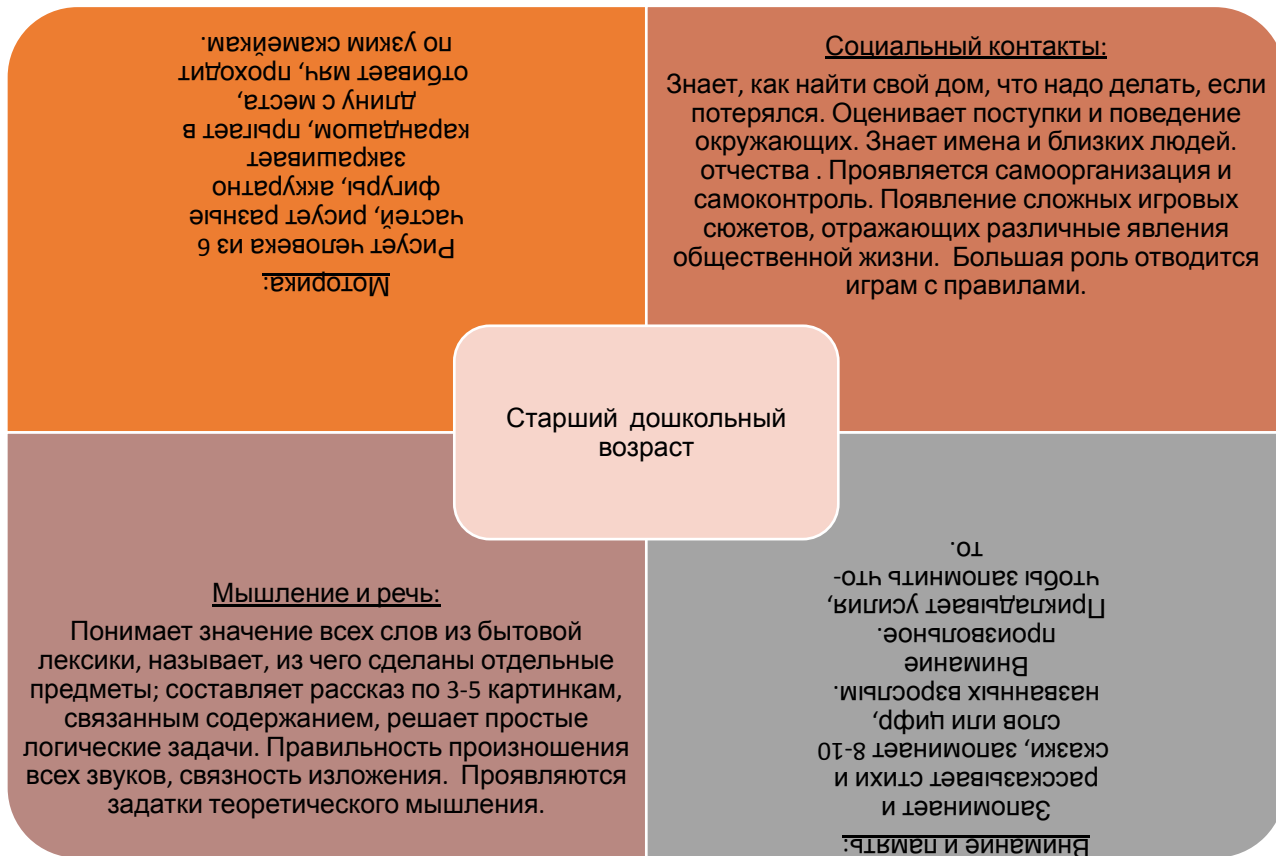 Моторика:
Рисует человека из 6
частей, рисует разные
фигуры, аккуратно
закрашивает
карандашом, прыгает в
длину с места,
отбивает мяч, проходит
по узким скамейкам.
Социальный контакты:
Знает, как найти свой дом, что надо делать, если
потерялся. Оценивает поступки и поведение
окружающих. Знает имена и близких людей.
отчества . Проявляется самоорганизация и
самоконтроль. Появление сложных игровых
сюжетов, отражающих различные явления
общественной жизни. Большая роль отводится
играм с правилами.
Старший дошкольный
возраст
Мышление и речь:
Понимает значение всех слов из бытовой
лексики, называет, из чего сделаны отдельные
предметы; составляет рассказ по 3-5 картинкам,
связанным содержанием, решает простые
логические задачи. Правильность произношения
всех звуков, связность изложения. Проявляются
задатки теоретического мышления.
Внимание и память:
Запоминает и
рассказывает стихи и
сказки, запоминает 8-10
слов или цифр,
названных взрослым.
Внимание
произвольное.
Прикладывает усилия,
чтобы запомнить что-
то.